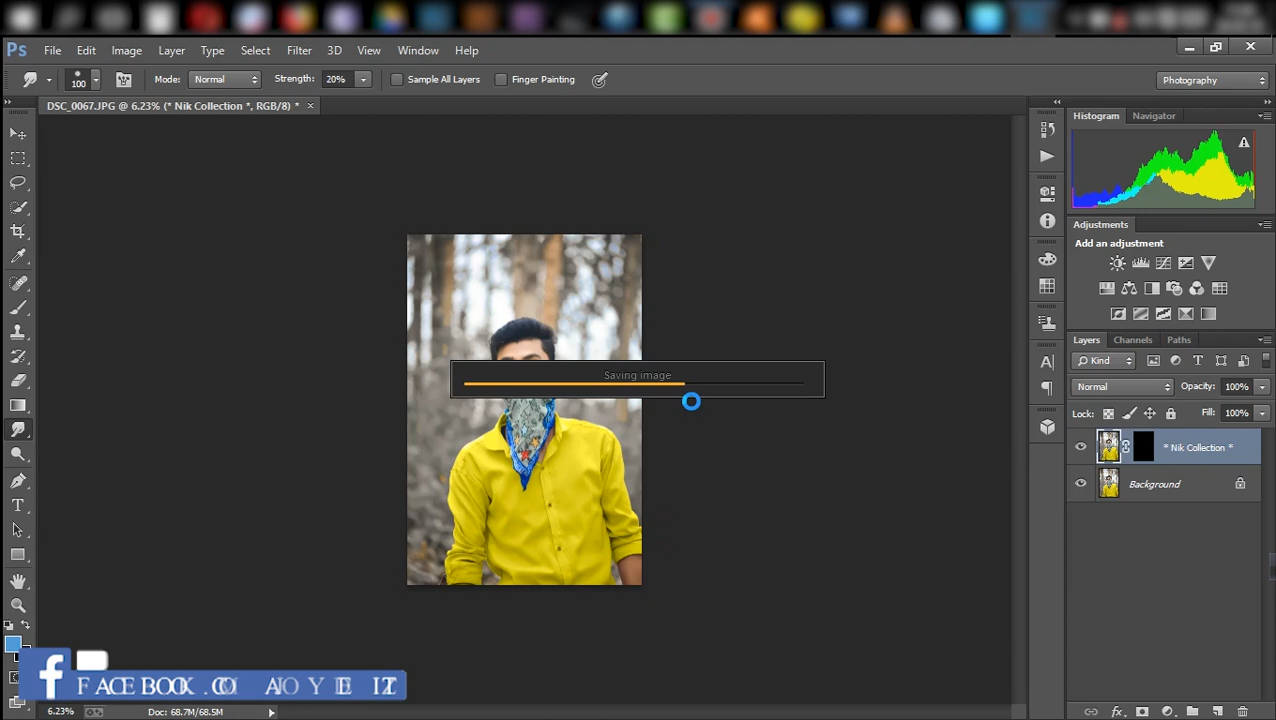 Ps File Edit Image Layer Type Select Filter 3D View Window Help
100 Mode: Normal Strength: 20% Sample All Layers Finger Painting Photography
DSC_0067.JPG @ 6.23% (* Nik Collection *, RGB/8) *
Histogram Navigator
Adjustments
Add an adjustment
Layers Channels Paths
Kind
Normal Opacity: 100%
Lock: Fill: 100%
* Nik Collection *
Background
Saving image
FACEBOOK
6.23% Doc: 68.7M/68.5M